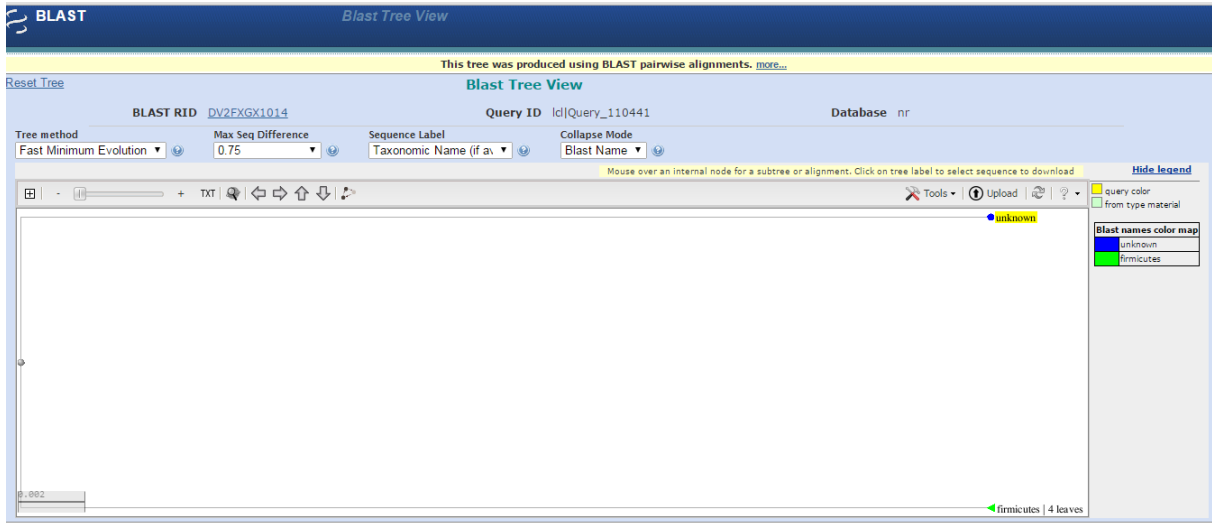 BLAST
Blast Tree View
This tree was produced using BLAST pairwise alignments. more...
Reset Tree
Blast Tree View
BLAST RID DV2FXGX1014 Query ID lcl|Query_110441 Database nr
Tree method Max Seq Difference Sequence Label Collapse Mode
Fast Minimum Evolution 0.75 Taxonomic Name (if av Blast Name
Mouse over an internal node for a subtree or alignment. Click on tree label to select sequence to download Hide legend
- + TXT Tools Upload ?
query color
from type material
unknown
Blast names color map
unknown
firmicutes
0.002
firmicutes | 4 leaves